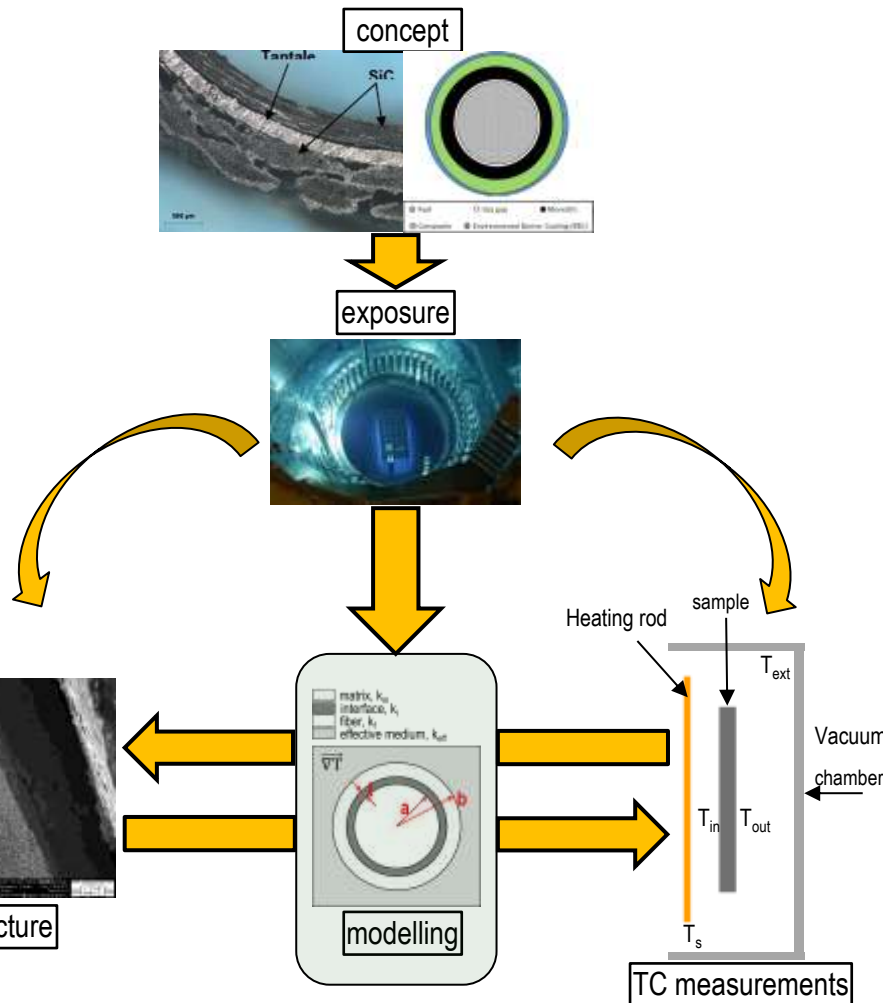 concept
Tantale
SiC
exposure
Heating rod
sample
T_ext
matrix, k_m
interface, k_i
fiber, k_f
effective medium, k_eff
∇T
a
b
Vacuum
chamber
T_in
T_out
cture
modelling
T_s
TC measurements